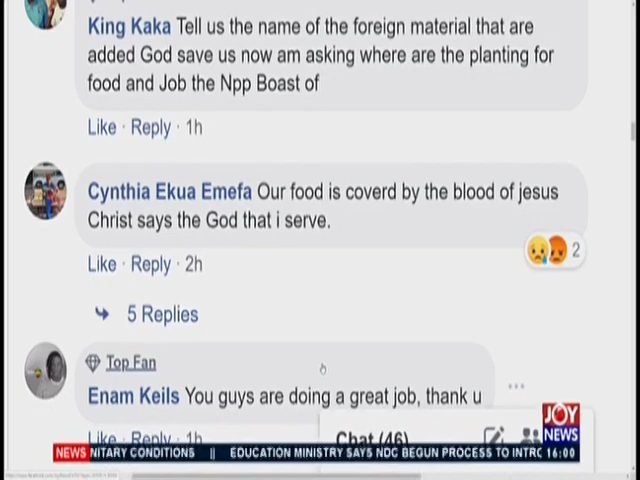 King Kaka Tell us the name of the foreign material that are
added God save us now am asking where are the planting for
food and Job the Npp Boast of
Like · Reply · 1h
Cynthia Ekua Emefa Our food is coverd by the blood of jesus
Christ says the God that i serve.
2
Like · Reply · 2h
5 Replies
Top Fan
Enam Keils You guys are doing a great job, thank u
Like · Reply · 1h
Chat (46)
JOY
NEWS
NEWS NITARY CONDITIONS || EDUCATION MINISTRY SAYS NDC BEGUN PROCESS TO INTRO 16:00